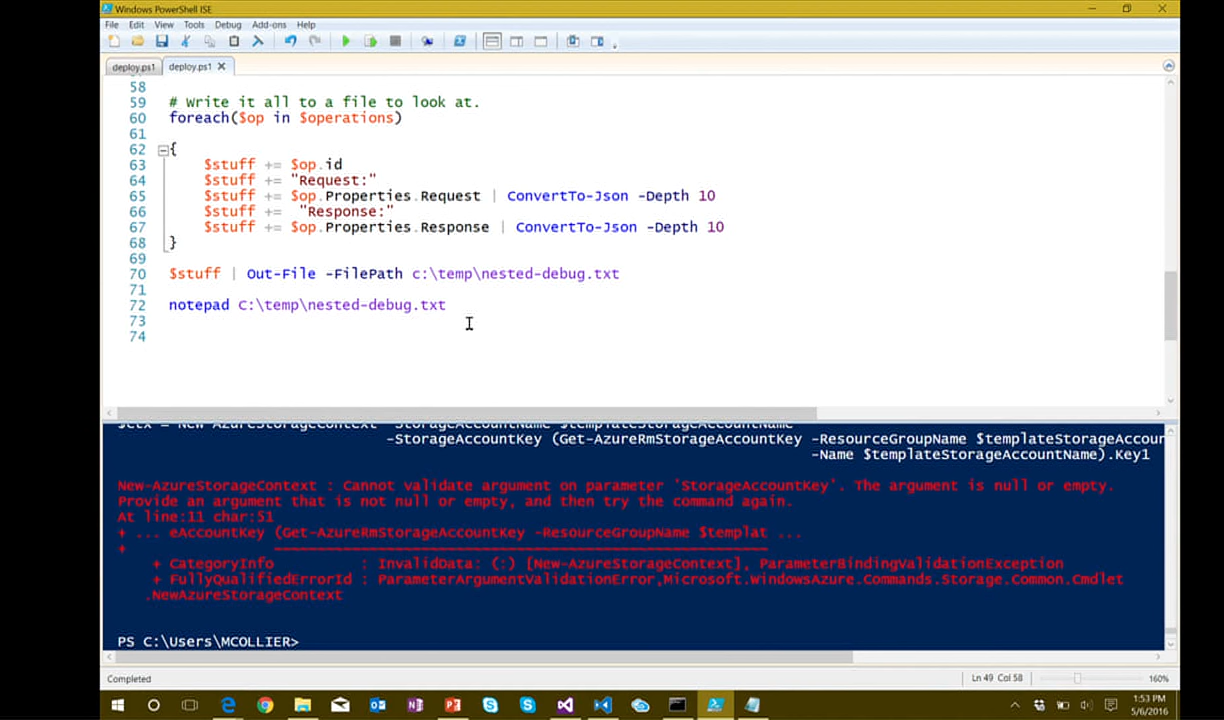 Windows PowerShell ISE
File Edit View Tools Debug Add-ons Help
deploy.ps1 deploy.ps1
58
59 # Write it all to a file to look at.
60 foreach($op in $operations)
61
62 {
63 $stuff += $op.id
64 $stuff += "Request:"
65 $stuff += $op.Properties.Request | ConvertTo-Json -Depth 10
66 $stuff +=  "Response:"
67 $stuff += $op.Properties.Response | ConvertTo-Json -Depth 10
68 }
69
70 $stuff | Out-File -FilePath c:\temp\nested-debug.txt
71
72 notepad C:\temp\nested-debug.txt
73
74
$ctx = New-AzureStorageContext -StorageAccountName $templateStorageAccountName
-StorageAccountKey (Get-AzureRmStorageAccountKey -ResourceGroupName $templateStorageAccour
-Name $templateStorageAccountName).Key1
New-AzureStorageContext : Cannot validate argument on parameter 'StorageAccountKey'. The argument is null or empty.
Provide an argument that is not null or empty, and then try the command again.
At line:11 char:51
+ ... eAccountKey (Get-AzureRmStorageAccountKey -ResourceGroupName $templat ...
+ ~~~~~~~~~~~~~~~~~~~~~~~~~~~~~~~~~~~~~~~~~~~~~~~~~~~~~~~~~
+ CategoryInfo : InvalidData: (:) [New-AzureStorageContext], ParameterBindingValidationException
+ FullyQualifiedErrorId : ParameterArgumentValidationError,Microsoft.WindowsAzure.Commands.Storage.Common.Cmdlet
.NewAzureStorageContext
PS C:\Users\MCOLLIER>
Completed Ln 49 Col 58 160%
1:53 PM
5/6/2016